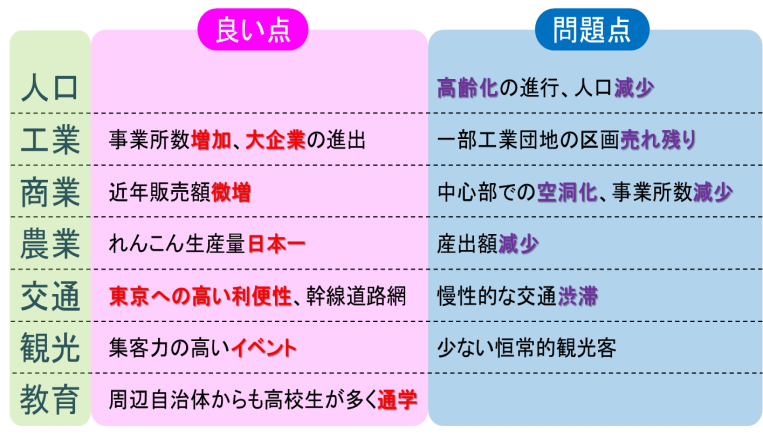 良い点 問題点
人口 高齢化の進行、人口減少
工業 事業所数増加、大企業の進出 一部工業団地の区画売れ残り
商業 近年販売額微増 中心部での空洞化、事業所数減少
農業 れんこん生産量日本一 産出額減少
交通 東京への高い利便性、幹線道路網 慢性的な交通渋滞
観光 集客力の高いイベント 少ない恒常的観光客
教育 周辺自治体からも高校生が多く通学